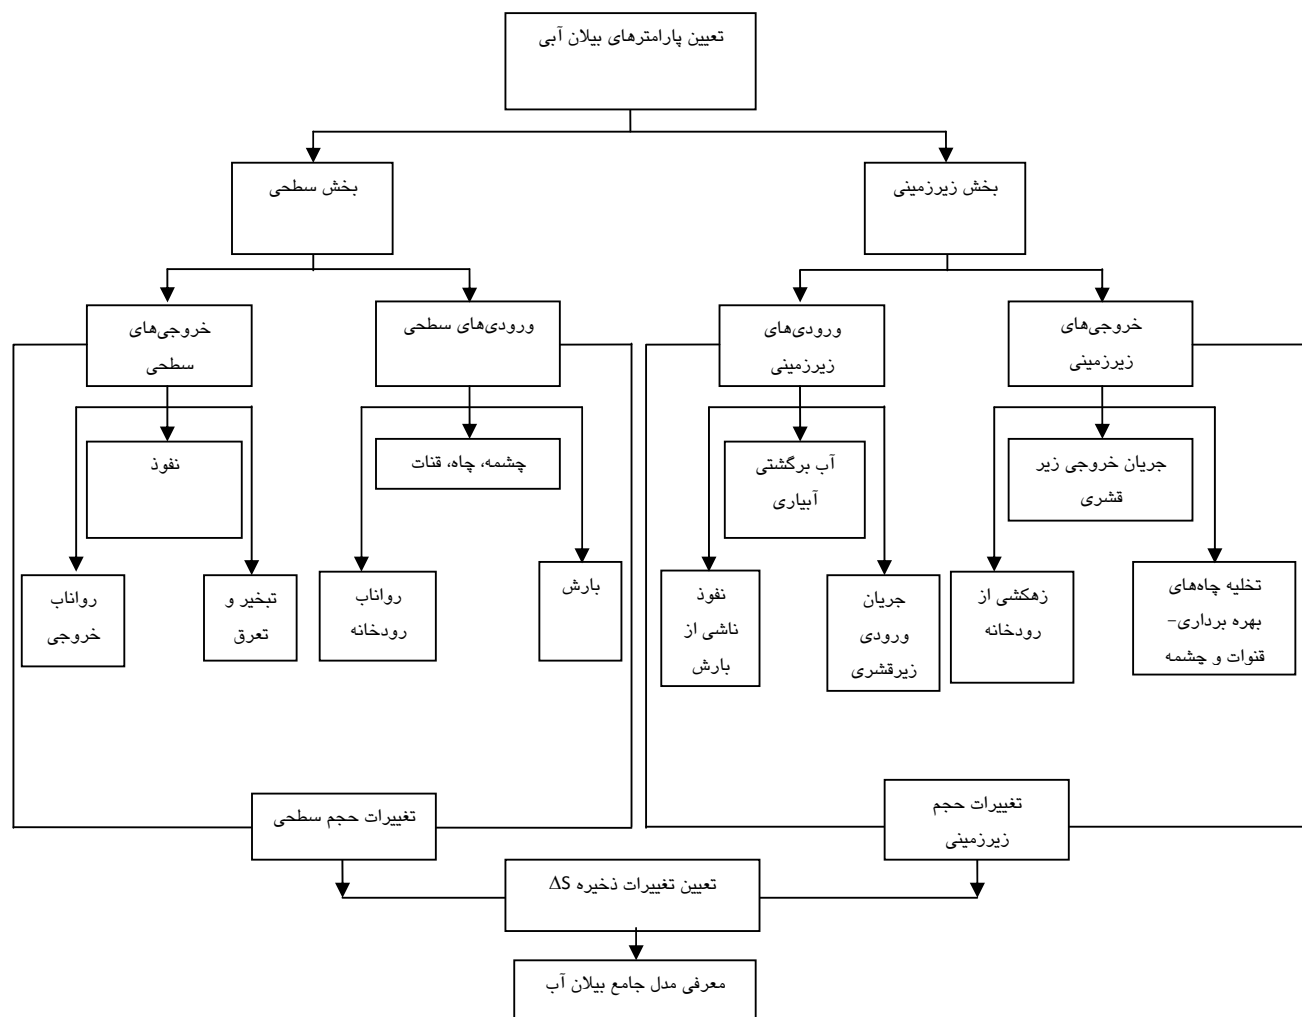 تعیین پارامترهای بیلان آبی
بخش زیرزمینی
بخش سطحی
خروجی‌های
زیرزمینی
ورودی‌های
زیرزمینی
ورودی‌های سطحی
خروجی‌های
سطحی
جریان خروجی زیر
قشری
آب برگشتی
آبیاری
چشمه، چاه، قنات
نفوذ
تخلیه چاه‌های
بهره برداری-
قنوات و چشمه
زهکشی از
رودخانه
جریان
ورودی
زیرقشری
نفوذ
ناشی از
بارش
بارش
رواناب
رودخانه
تبخیر و
تعرق
رواناب
خروجی
تغییرات حجم
زیرزمینی
تغییرات حجم سطحی
تعیین تغییرات ذخیره ΔS
معرفی مدل جامع بیلان آب